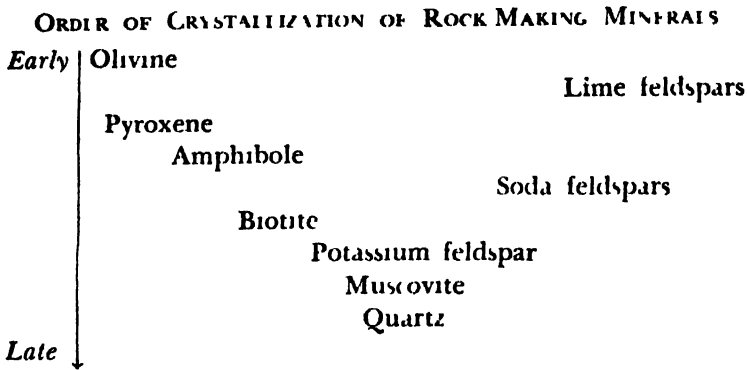 ORDER OF CRYSTALLIZATION OF ROCK MAKING MINERALS
Early Olivine
Lime feldspars
Pyroxene
Amphibole
Soda feldspars
Biotite
Potassium feldspar
Muscovite
Quartz
Late